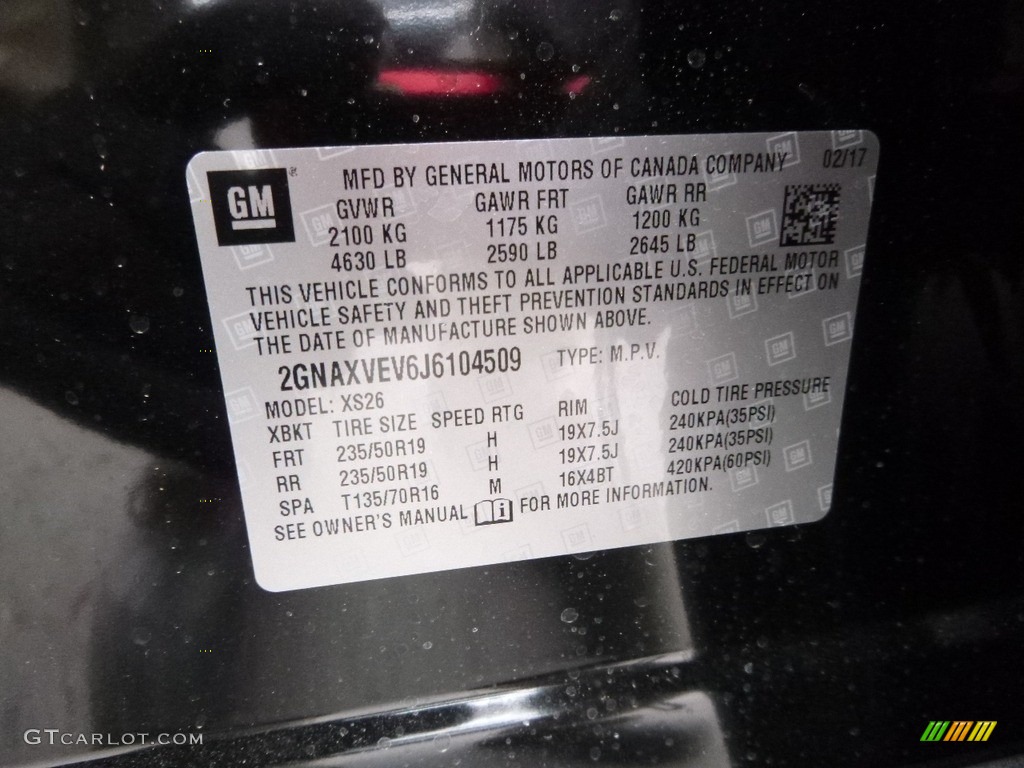 GM®
MFD BY GENERAL MOTORS OF CANADA COMPANY 02/17
GVWR GAWR FRT GAWR RR
2100 KG 1175 KG 1200 KG
4630 LB 2590 LB 2645 LB
THIS VEHICLE CONFORMS TO ALL APPLICABLE U.S. FEDERAL MOTOR
VEHICLE SAFETY AND THEFT PREVENTION STANDARDS IN EFFECT ON
THE DATE OF MANUFACTURE SHOWN ABOVE.
2GNAXVEV6J6104509 TYPE: M.P.V.
MODEL: XS26
XBKT TIRE SIZE SPEED RTG RIM COLD TIRE PRESSURE
FRT 235/50R19 H 19X7.5J 240KPA(35PSI)
RR 235/50R19 H 19X7.5J 240KPA(35PSI)
SPA T135/70R16 M 16X4BT 420KPA(60PSI)
SEE OWNER'S MANUAL i FOR MORE INFORMATION.
GTCARLOT.COM